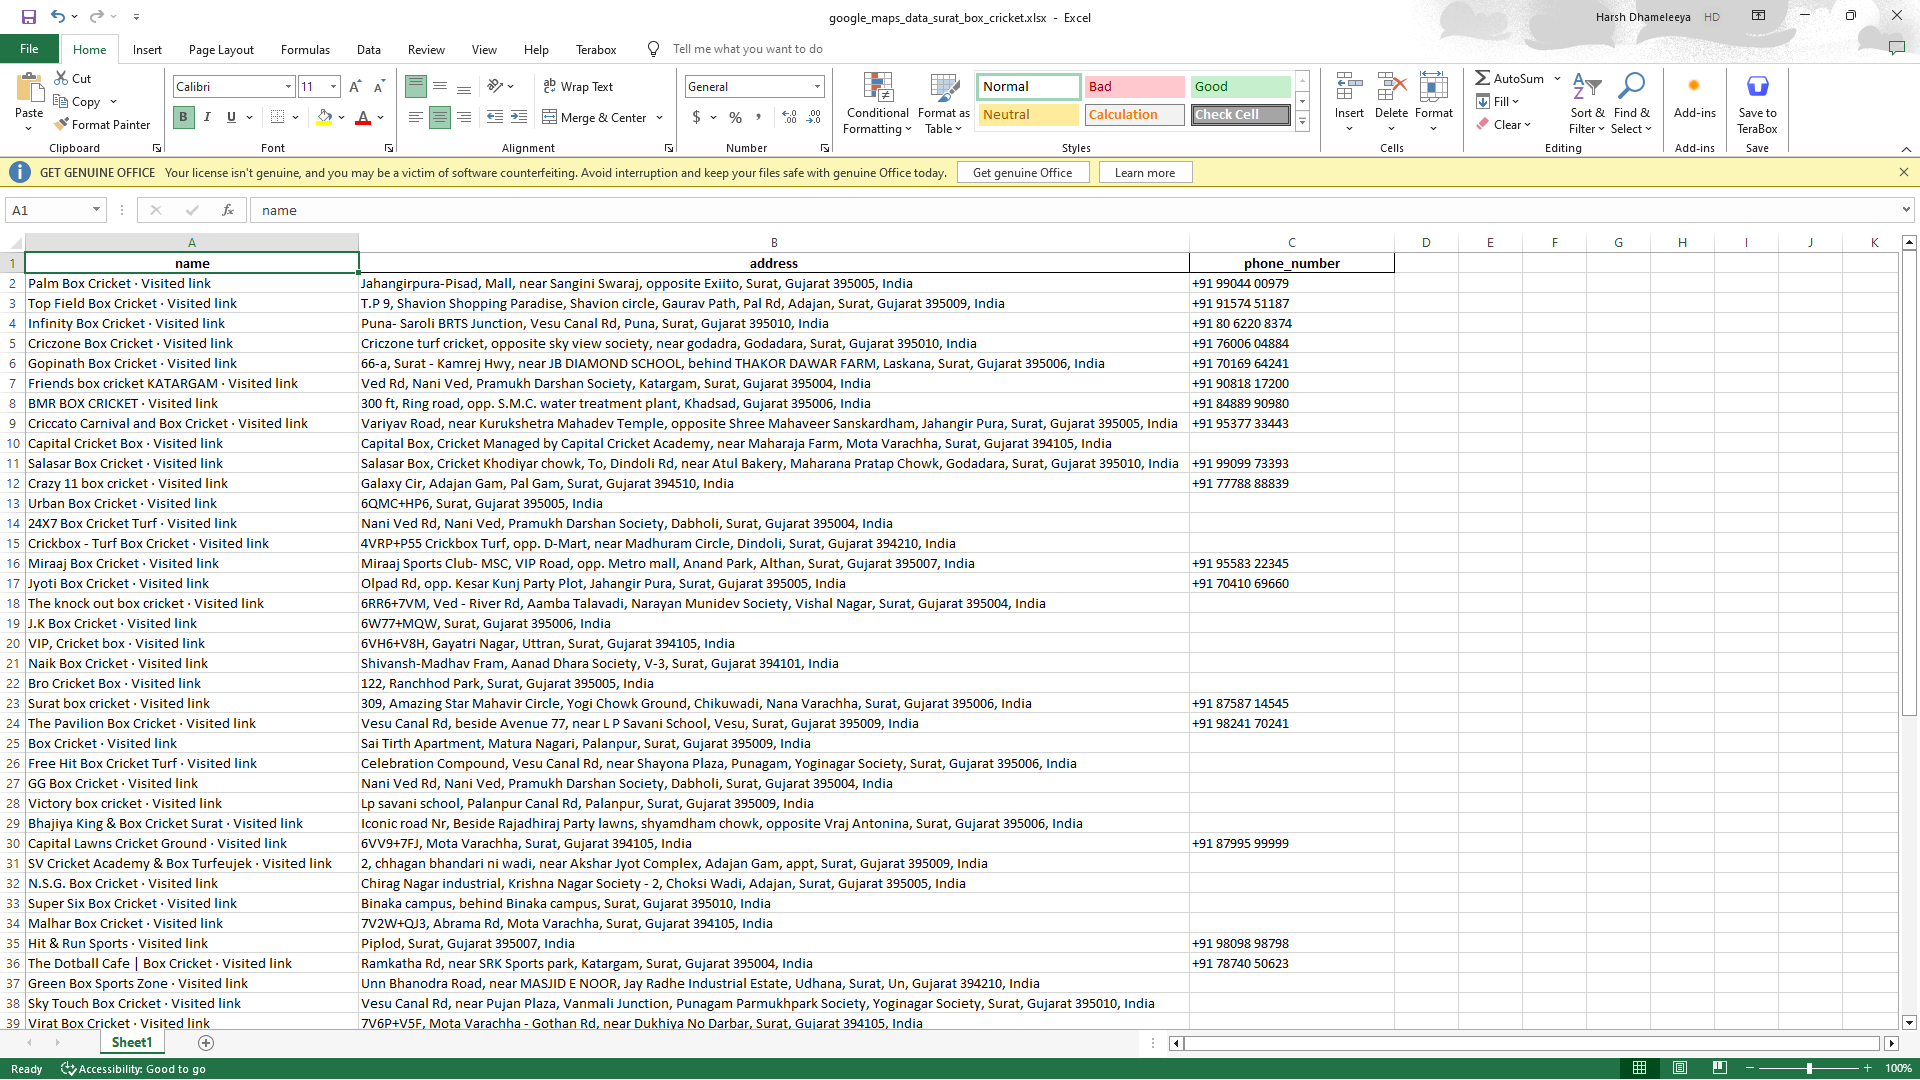 google_maps_data_surat_box_cricket.xlsx - Excel
Harsh Dhameleeya HD
File Home Insert Page Layout Formulas Data Review View Help Terabox Tell me what you want to do
Paste
Cut
Copy
Format Painter
Clipboard
Calibri 11
B I U
Font
Wrap Text
Merge & Center
Alignment
General
$ % ,
Number
Conditional Formatting
Format as Table
Normal Bad Good
Neutral Calculation Check Cell
Styles
Insert Delete Format
Cells
AutoSum
Fill
Clear
Sort & Filter
Find & Select
Editing
Add-ins
Add-ins
Save to TeraBox
Save
GET GENUINE OFFICE Your license isn't genuine, and you may be a victim of software counterfeiting. Avoid interruption and keep your files safe with genuine Office today. Get genuine Office Learn more
A1 fx name
A B C D E F G H I J K
1 name address phone_number
2 Palm Box Cricket · Visited link Jahangirpura-Pisad, Mall, near Sangini Swaraj, opposite Exiito, Surat, Gujarat 395005, India +91 99044 00979
3 Top Field Box Cricket · Visited link T.P 9, Shavion Shopping Paradise, Shavion circle, Gaurav Path, Pal Rd, Adajan, Surat, Gujarat 395009, India +91 91574 51187
4 Infinity Box Cricket · Visited link Puna- Saroli BRTS Junction, Vesu Canal Rd, Puna, Surat, Gujarat 395010, India +91 80 6220 8374
5 Criczone Box Cricket · Visited link Criczone turf cricket, opposite sky view society, near godadra, Godadara, Surat, Gujarat 395010, India +91 76006 04884
6 Gopinath Box Cricket · Visited link 66-a, Surat - Kamrej Hwy, near JB DIAMOND SCHOOL, behind THAKOR DAWAR FARM, Laskana, Surat, Gujarat 395006, India +91 70169 64241
7 Friends box cricket KATARGAM · Visited link Ved Rd, Nani Ved, Pramukh Darshan Society, Katargam, Surat, Gujarat 395004, India +91 90818 17200
8 BMR BOX CRICKET · Visited link 300 ft, Ring road, opp. S.M.C. water treatment plant, Khadsad, Gujarat 395006, India +91 84889 90980
9 Criccato Carnival and Box Cricket · Visited link Variyav Road, near Kurukshetra Mahadev Temple, opposite Shree Mahaveer Sanskardham, Jahangir Pura, Surat, Gujarat 395005, India +91 95377 33443
10 Capital Cricket Box · Visited link Capital Box, Cricket Managed by Capital Cricket Academy, near Maharaja Farm, Mota Varachha, Surat, Gujarat 394105, India
11 Salasar Box Cricket · Visited link Salasar Box, Cricket Khodiyar chowk, To, Dindoli Rd, near Atul Bakery, Maharana Pratap Chowk, Godadara, Surat, Gujarat 395010, India +91 99099 73393
12 Crazy 11 box cricket · Visited link Galaxy Cir, Adajan Gam, Pal Gam, Surat, Gujarat 394510, India +91 77788 88839
13 Urban Box Cricket · Visited link 6QMC+HP6, Surat, Gujarat 395005, India
14 24X7 Box Cricket Turf · Visited link Nani Ved Rd, Nani Ved, Pramukh Darshan Society, Dabholi, Surat, Gujarat 395004, India
15 Crickbox - Turf Box Cricket · Visited link 4VRP+P55 Crickbox Turf, opp. D-Mart, near Madhuram Circle, Dindoli, Surat, Gujarat 394210, India
16 Miraaj Box Cricket · Visited link Miraaj Sports Club- MSC, VIP Road, opp. Metro mall, Anand Park, Althan, Surat, Gujarat 395007, India +91 95583 22345
17 Jyoti Box Cricket · Visited link Olpad Rd, opp. Kesar Kunj Party Plot, Jahangir Pura, Surat, Gujarat 395005, India +91 70410 69660
18 The knock out box cricket · Visited link 6RR6+7VM, Ved - River Rd, Aamba Talavadi, Narayan Munidev Society, Vishal Nagar, Surat, Gujarat 395004, India
19 J.K Box Cricket · Visited link 6W77+MQW, Surat, Gujarat 395006, India
20 VIP, Cricket box · Visited link 6VH6+V8H, Gayatri Nagar, Uttran, Surat, Gujarat 394105, India
21 Naik Box Cricket · Visited link Shivansh-Madhav Fram, Aanad Dhara Society, V-3, Surat, Gujarat 394101, India
22 Bro Cricket Box · Visited link 122, Ranchhod Park, Surat, Gujarat 395005, India
23 Surat box cricket · Visited link 309, Amazing Star Mahavir Circle, Yogi Chowk Ground, Chikuwadi, Nana Varachha, Surat, Gujarat 395006, India +91 87587 14545
24 The Pavilion Box Cricket · Visited link Vesu Canal Rd, beside Avenue 77, near L P Savani School, Vesu, Surat, Gujarat 395009, India +91 98241 70241
25 Box Cricket · Visited link Sai Tirth Apartment, Matura Nagari, Palanpur, Surat, Gujarat 395009, India
26 Free Hit Box Cricket Turf · Visited link Celebration Compound, Vesu Canal Rd, near Shayona Plaza, Punagam, Yoginagar Society, Surat, Gujarat 395006, India
27 GG Box Cricket · Visited link Nani Ved Rd, Nani Ved, Pramukh Darshan Society, Dabholi, Surat, Gujarat 395004, India
28 Victory box cricket · Visited link Lp savani school, Palanpur Canal Rd, Palanpur, Surat, Gujarat 395009, India
29 Bhajiya King & Box Cricket Surat · Visited link Iconic road Nr, Beside Rajadhiraj Party lawns, shyamdham chowk, opposite Vraj Antonina, Surat, Gujarat 395006, India
30 Capital Lawns Cricket Ground · Visited link 6VV9+7FJ, Mota Varachha, Surat, Gujarat 394105, India +91 87995 99999
31 SV Cricket Academy & Box Turfeujek · Visited link 2, chhagan bhandari ni wadi, near Akshar Jyot Complex, Adajan Gam, appt, Surat, Gujarat 395009, India
32 N.S.G. Box Cricket · Visited link Chirag Nagar industrial, Krishna Nagar Society - 2, Choksi Wadi, Adajan, Surat, Gujarat 395005, India
33 Super Six Box Cricket · Visited link Binaka campus, behind Binaka campus, Surat, Gujarat 395010, India
34 Malhar Box Cricket · Visited link 7V2W+QJ3, Abrama Rd, Mota Varachha, Surat, Gujarat 394105, India
35 Hit & Run Sports · Visited link Piplod, Surat, Gujarat 395007, India +91 98098 98798
36 The Dotball Cafe | Box Cricket · Visited link Ramkatha Rd, near SRK Sports park, Katargam, Surat, Gujarat 395004, India +91 78740 50623
37 Green Box Sports Zone · Visited link Unn Bhanodra Road, near MASJID E NOOR, Jay Radhe Industrial Estate, Udhana, Surat, Un, Gujarat 394210, India
38 Sky Touch Box Cricket · Visited link Vesu Canal Rd, near Pujan Plaza, Vanmali Junction, Punagam Parmukhpark Society, Yoginagar Society, Surat, Gujarat 395010, India
39 Virat Box Cricket · Visited link 7V6P+V5F, Mota Varachha - Gothan Rd, near Dukhiya No Darbar, Surat, Gujarat 394105, India
Sheet1
Ready Accessibility: Good to go 100%